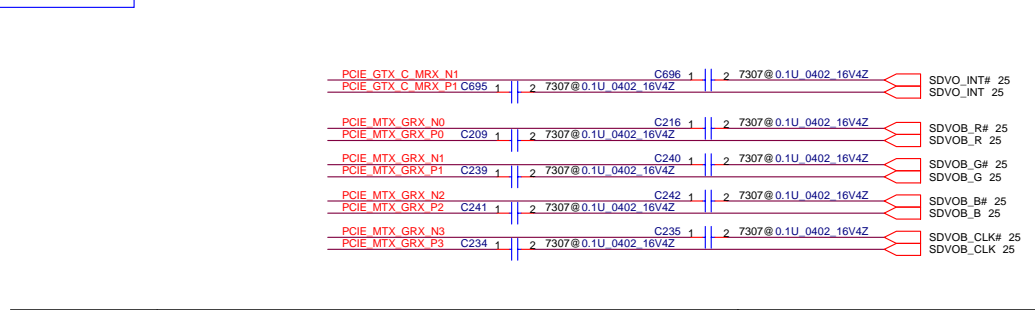 PCIE_GTX_C_MRX_N1 C696 1 2 7307@0.1U_0402_16V4Z SDVO_INT# 25
PCIE_GTX_C_MRX_P1 C695 1 2 7307@0.1U_0402_16V4Z SDVO_INT 25
PCIE_MTX_GRX_N0 C216 1 2 7307@0.1U_0402_16V4Z SDVOB_R# 25
PCIE_MTX_GRX_P0 C209 1 2 7307@0.1U_0402_16V4Z SDVOB_R 25
PCIE_MTX_GRX_N1 C240 1 2 7307@0.1U_0402_16V4Z SDVOB_G# 25
PCIE_MTX_GRX_P1 C239 1 2 7307@0.1U_0402_16V4Z SDVOB_G 25
PCIE_MTX_GRX_N2 C242 1 2 7307@0.1U_0402_16V4Z SDVOB_B# 25
PCIE_MTX_GRX_P2 C241 1 2 7307@0.1U_0402_16V4Z SDVOB_B 25
PCIE_MTX_GRX_N3 C235 1 2 7307@0.1U_0402_16V4Z SDVOB_CLK# 25
PCIE_MTX_GRX_P3 C234 1 2 7307@0.1U_0402_16V4Z SDVOB_CLK 25